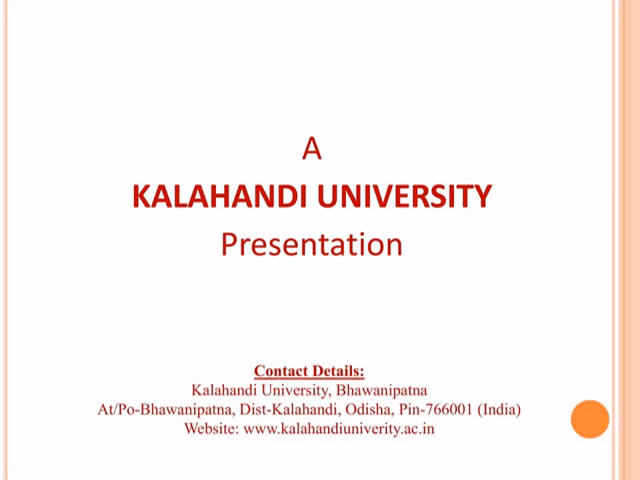 A
KALAHANDI UNIVERSITY
Presentation
Contact Details:
Kalahandi University, Bhawanipatna
At/Po-Bhawanipatna, Dist-Kalahandi, Odisha, Pin-766001 (India)
Website: www.kalahandiuniverity.ac.in